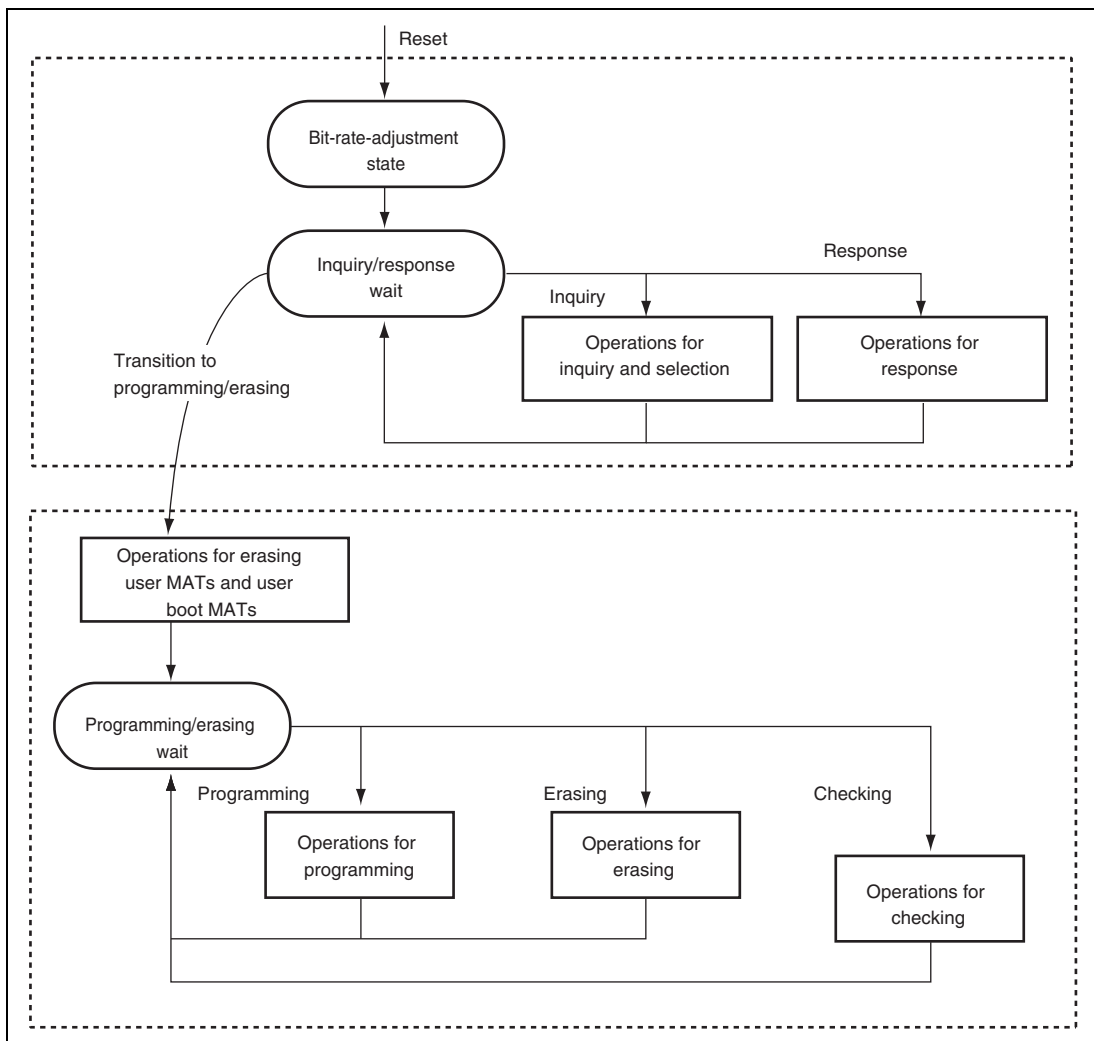 Reset
Bit-rate-adjustment
state
Inquiry/response
wait
Response
Inquiry
Operations for
inquiry and selection
Operations for
response
Transition to
programming/erasing
Operations for erasing
user MATs and user
boot MATs
Programming/erasing
wait
Programming
Erasing
Checking
Operations for
programming
Operations for
erasing
Operations for
checking